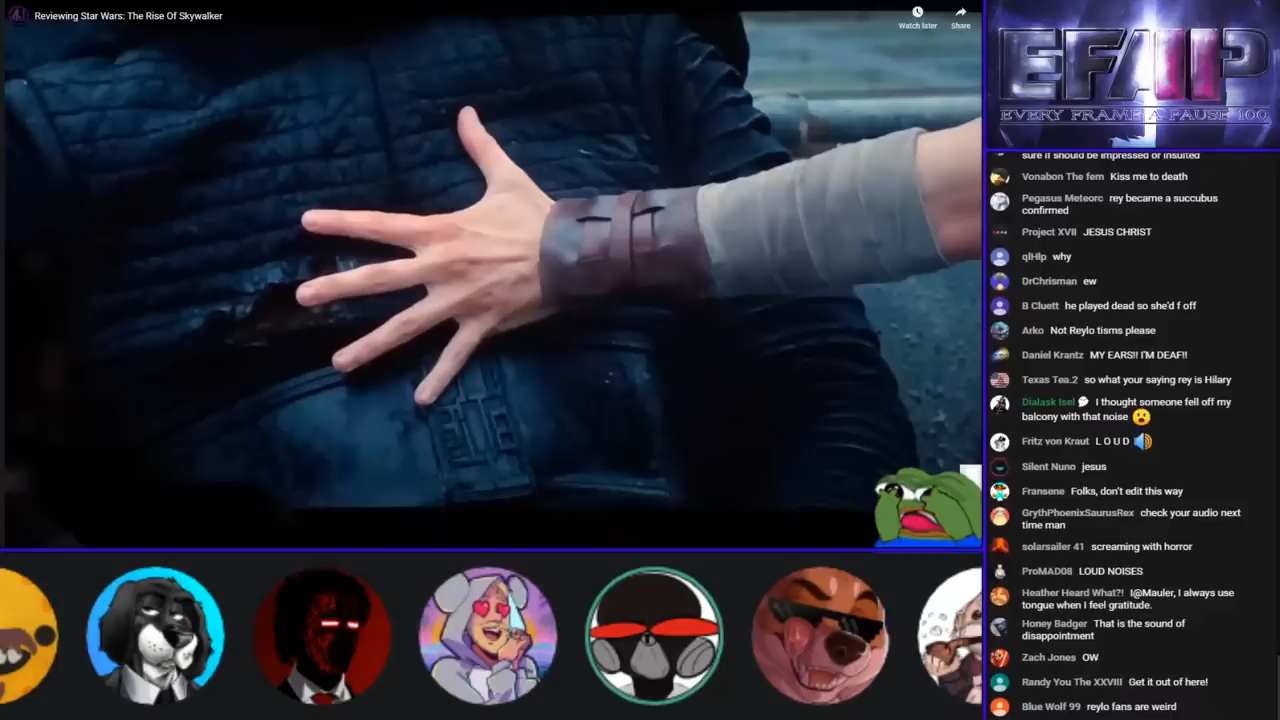 Reviewing Star Wars: The Rise Of Skywalker
Watch later
Share
EFAP
EVERY FRAME A PAUSE 100
sure if should be impressed or insulted
Vonabon The fem Kiss me to death
Pegasus Meteorc rey became a succubus
confirmed
Project XVII JESUS CHRIST
qlHlp why
DrChrisman ew
B Cluett he played dead so she'd f off
Arko Not Reylo tisms please
Daniel Krantz MY EARS!! I'M DEAF!!
Texas Tea.2 so what your saying rey is Hilary
Dialask Isel I thought someone fell off my
balcony with that noise
Fritz von Kraut L O U D
Silent Nuno jesus
Fransene Folks, don't edit this way
GrythPhoenixSaurusRex check your audio next
time man
solarsailer 41 screaming with horror
ProMAD08 LOUD NOISES
Heather Heard What?! I@Mauler, I always use
tongue when I feel gratitude.
Honey Badger That is the sound of
disappointment
Zach Jones OW
Randy You The XXVIII Get it out of here!
Blue Wolf 99 reylo fans are weird